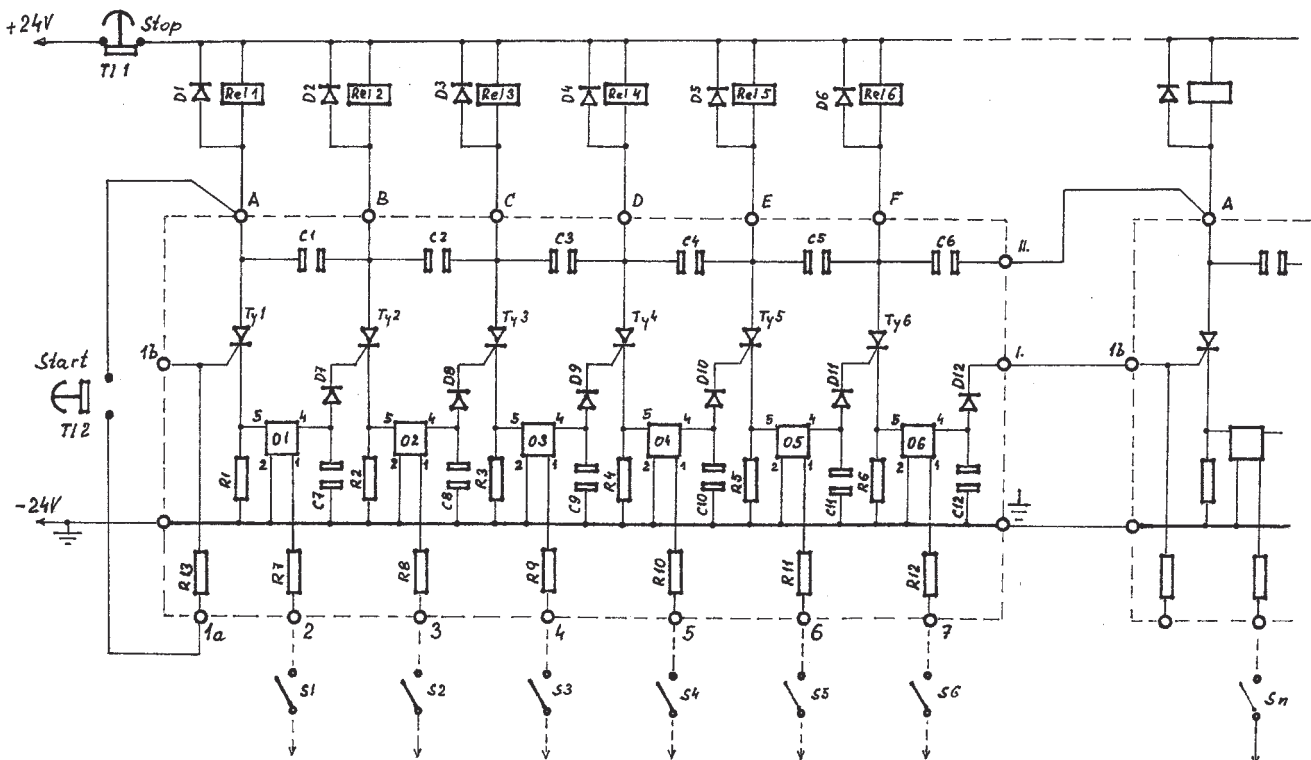 +24V Stop
Tl 1
D1 Rel 1 D2 Rel 2 D3 Rel 3 D4 Rel 4 D5 Rel 5 D6 Rel 6
A B C D E F A
C1 C2 C3 C4 C5 C6 II.
Ty1 Ty2 Ty3 Ty4 Ty5 Ty6
1b I. 1b
Start
Tl 2
D7 D8 D9 D10 D11 D12
5 4 5 4 5 4 5 4 5 4 5 4
O1 O2 O3 O4 O5 O6
2 1 2 1 2 1 2 1 2 1 2 1
R1 C7 R2 C8 R3 C9 R4 C10 R5 C11 R6 C12
-24V
R13 R7 R8 R9 R10 R11 R12
1a 2 3 4 5 6 7
S1 S2 S3 S4 S5 S6 Sn